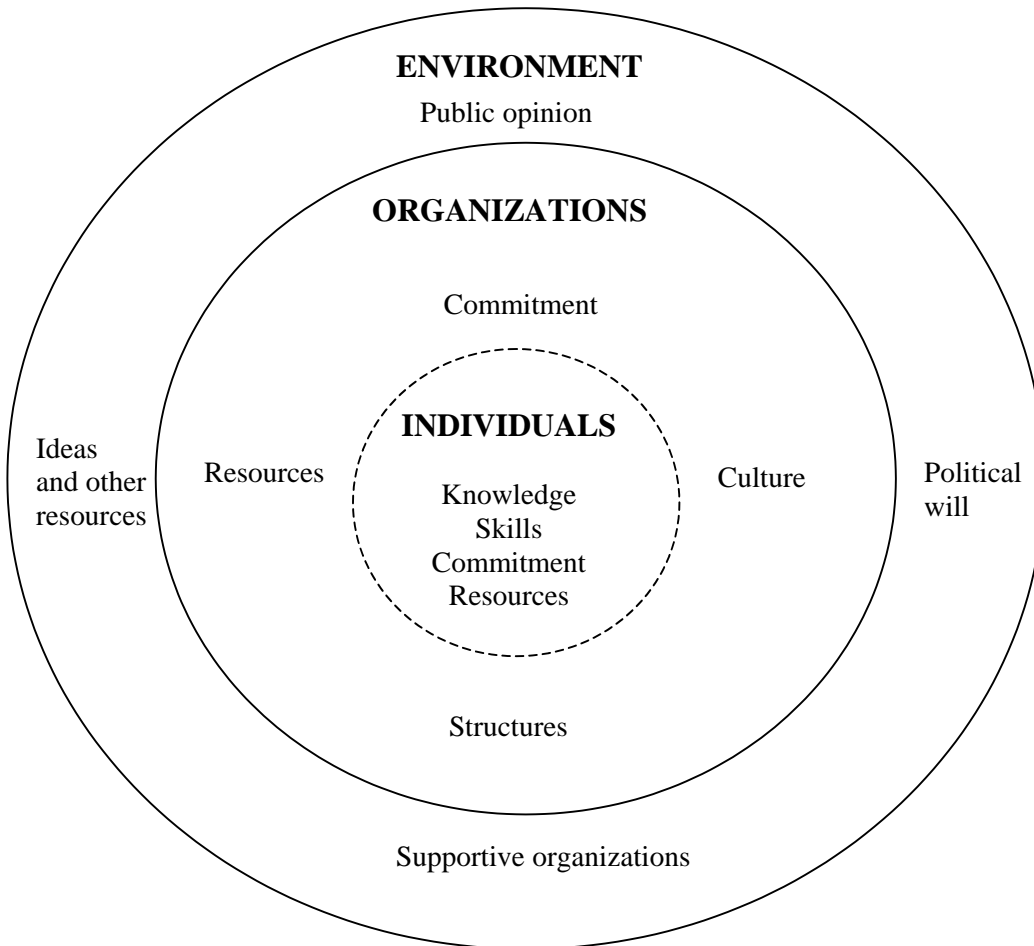 ENVIRONMENT
Public opinion
ORGANIZATIONS
Commitment
INDIVIDUALS
Ideas
and other
resources
Resources
Knowledge
Skills
Commitment
Resources
Culture
Political
will
Structures
Supportive organizations